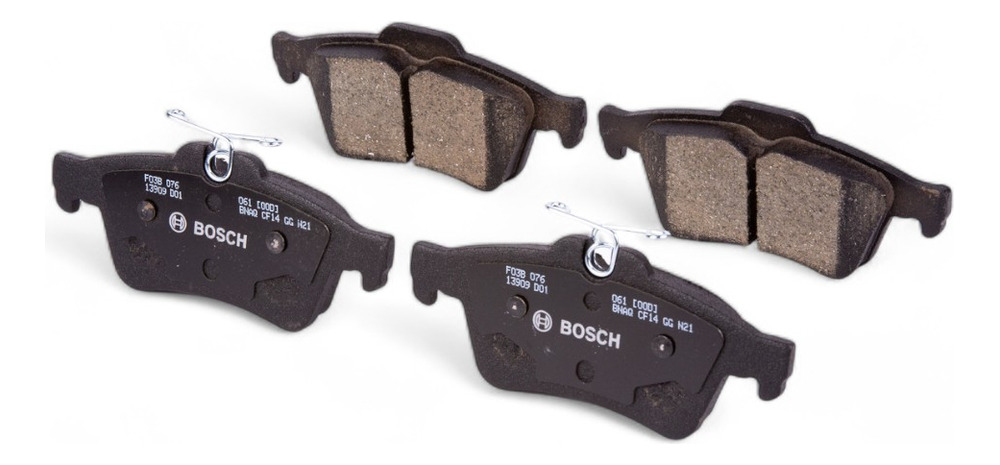 F03B 076
13909 D01
061 [00D]
BNAQ CF14 GG N21
BOSCH
F03B 076
13909 D01
061 [00D]
BNAQ CF14 GG N21
BOSCH